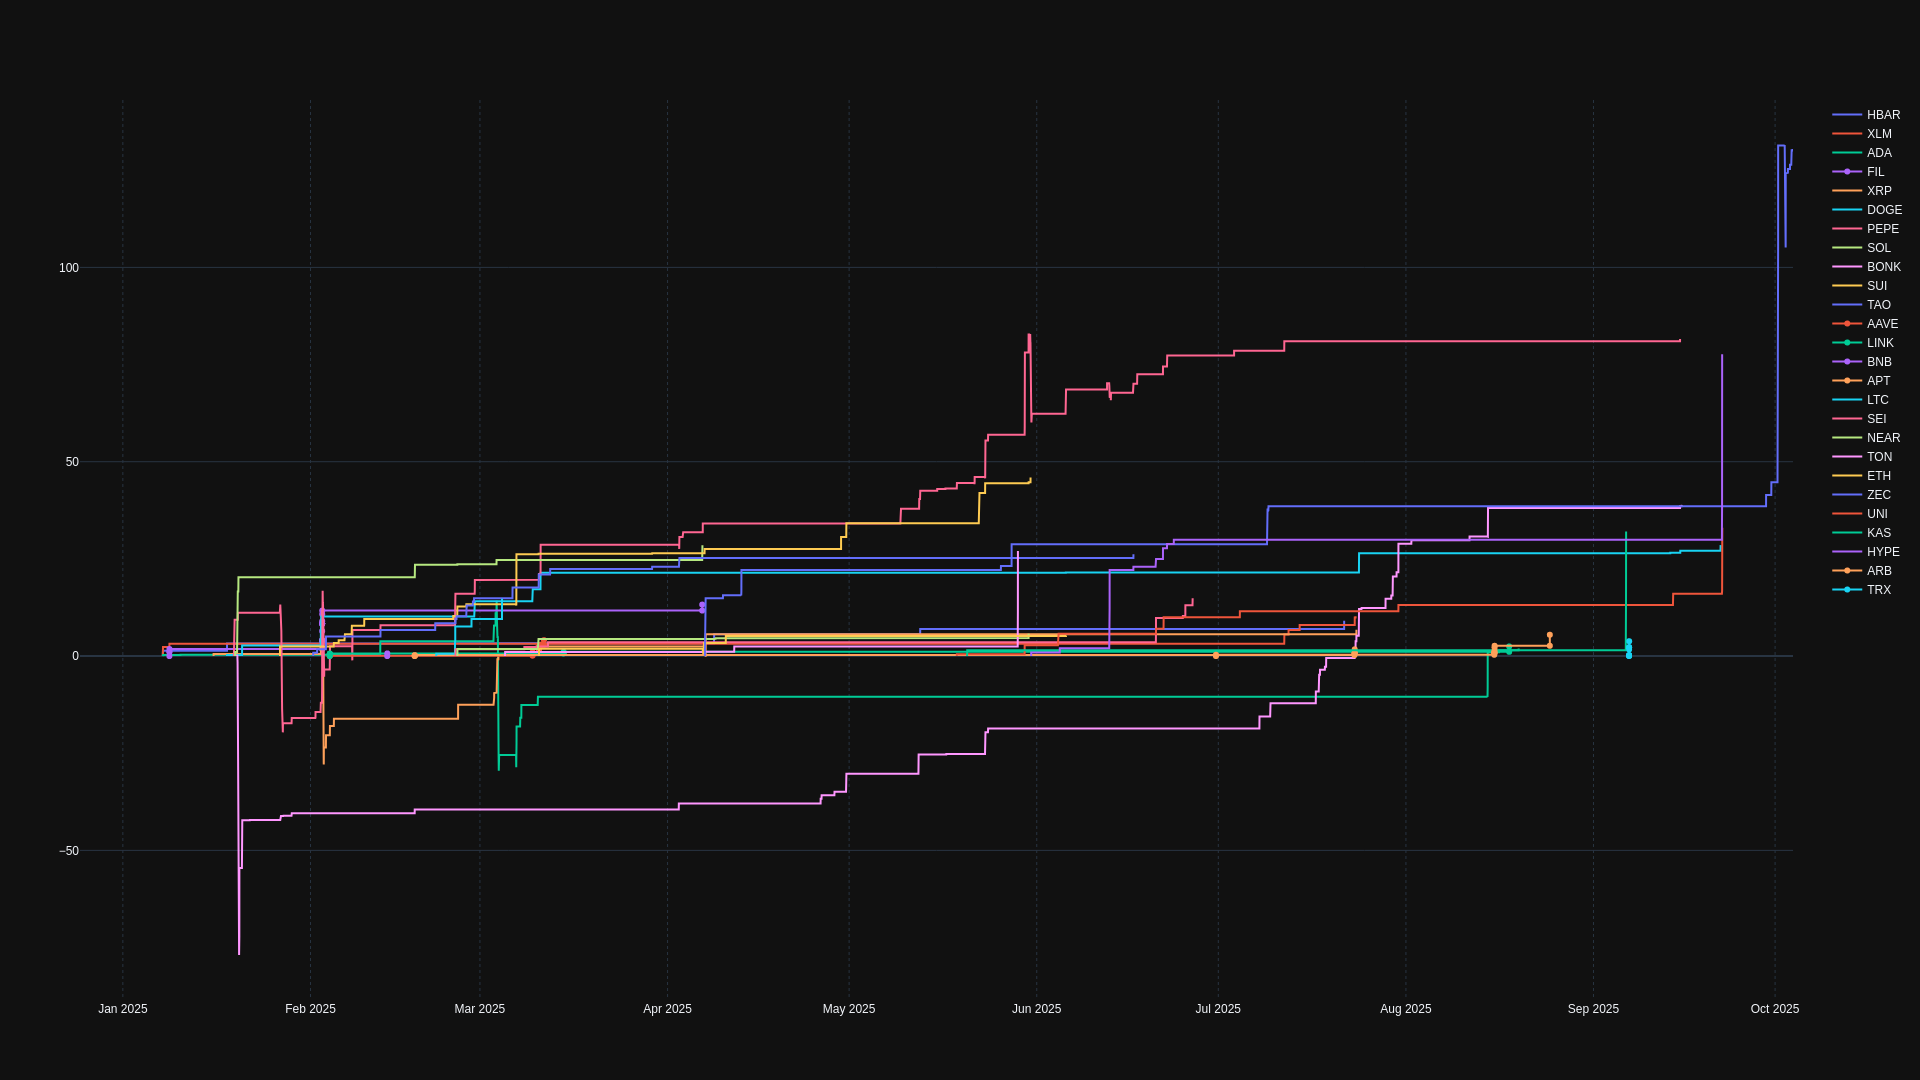 100
50
0
−50
Jan 2025
Feb 2025
Mar 2025
Apr 2025
May 2025
Jun 2025
Jul 2025
Aug 2025
Sep 2025
Oct 2025
HBAR
XLM
ADA
FIL
XRP
DOGE
PEPE
SOL
BONK
SUI
TAO
AAVE
LINK
BNB
APT
LTC
SEI
NEAR
TON
ETH
ZEC
UNI
KAS
HYPE
ARB
TRX